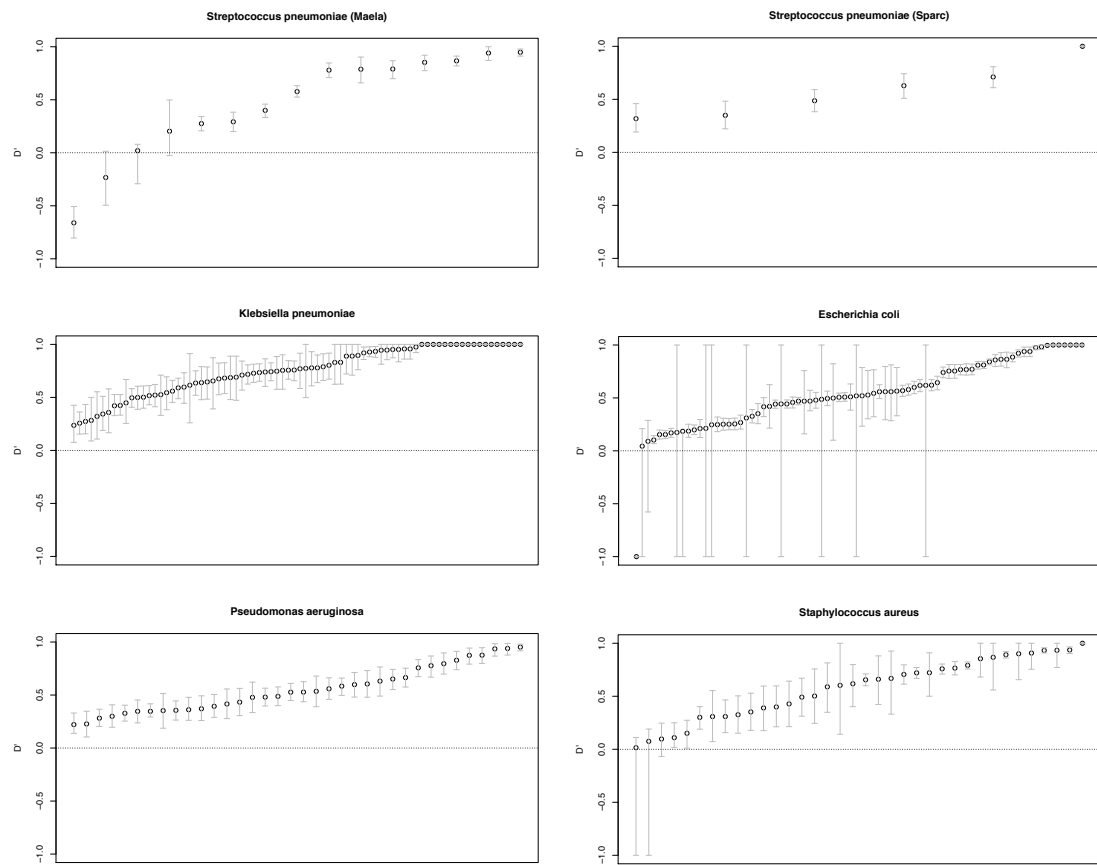 Streptococcus pneumoniae (Maela)
D'
1.0
0.5
0.0
−0.5
−1.0
Streptococcus pneumoniae (Sparc)
D'
1.0
0.5
0.0
−0.5
−1.0
Klebsiella pneumoniae
D'
1.0
0.5
0.0
−0.5
−1.0
Escherichia coli
D'
1.0
0.5
0.0
−0.5
−1.0
Pseudomonas aeruginosa
D'
1.0
0.5
0.0
−0.5
−1.0
Staphylococcus aureus
D'
1.0
0.5
0.0
−0.5
−1.0